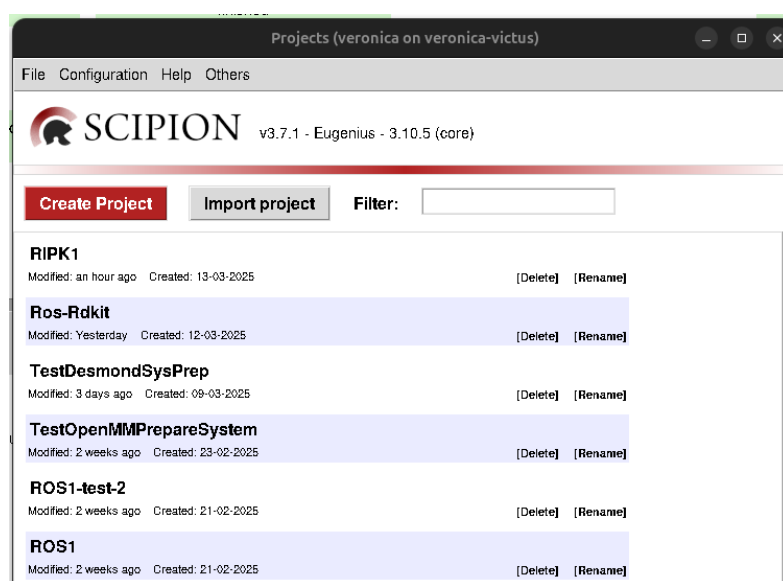 Projects (veronica on veronica-victus)
File Configuration Help Others
SCIPION v3.7.1 - Eugenius - 3.10.5 (core)
Create Project Import project Filter:
RIPK1
Modified: an hour ago Created: 13-03-2025 [Delete] [Rename]
Ros-Rdkit
Modified: Yesterday Created: 12-03-2025 [Delete] [Rename]
TestDesmondSysPrep
Modified: 3 days ago Created: 09-03-2025 [Delete] [Rename]
TestOpenMMPrepareSystem
Modified: 2 weeks ago Created: 23-02-2025 [Delete] [Rename]
ROS1-test-2
Modified: 2 weeks ago Created: 21-02-2025 [Delete] [Rename]
ROS1
Modified: 2 weeks ago Created: 21-02-2025 [Delete] [Rename]